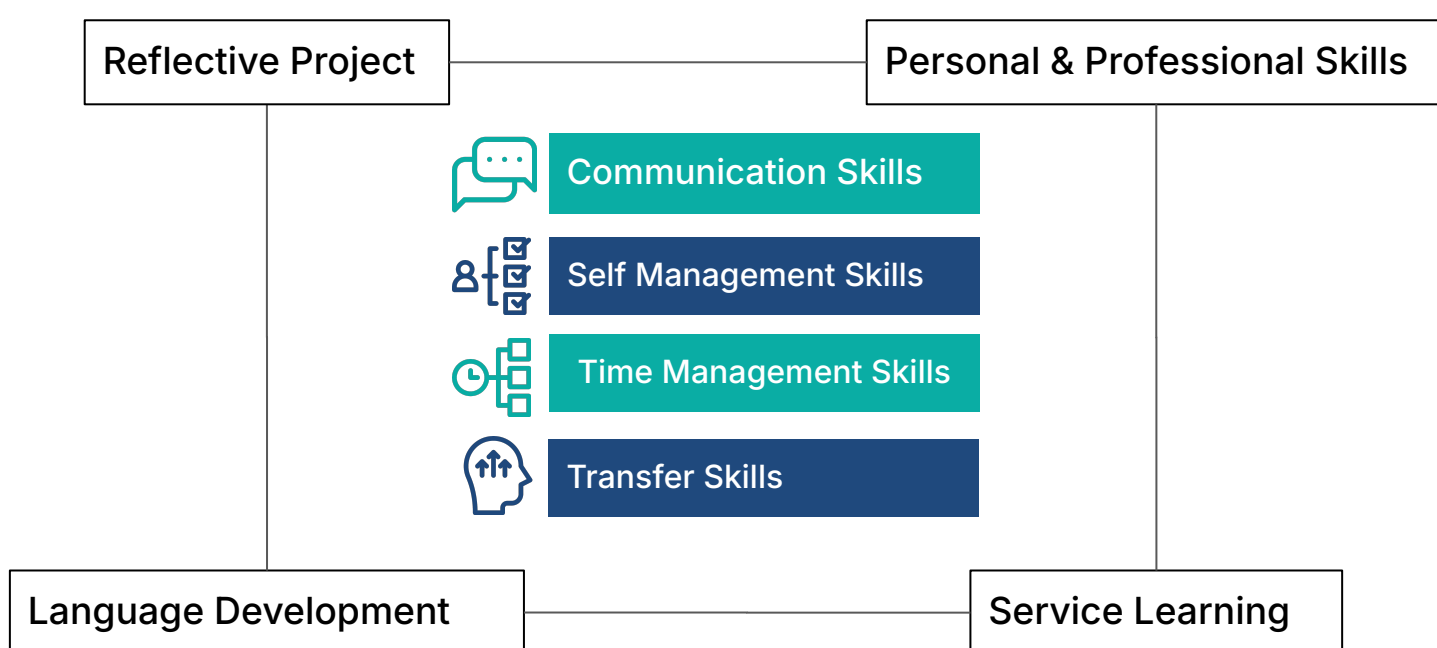 Reflective Project
Personal & Professional Skills
Communication Skills
Self Management Skills
Time Management Skills
Transfer Skills
Language Development
Service Learning